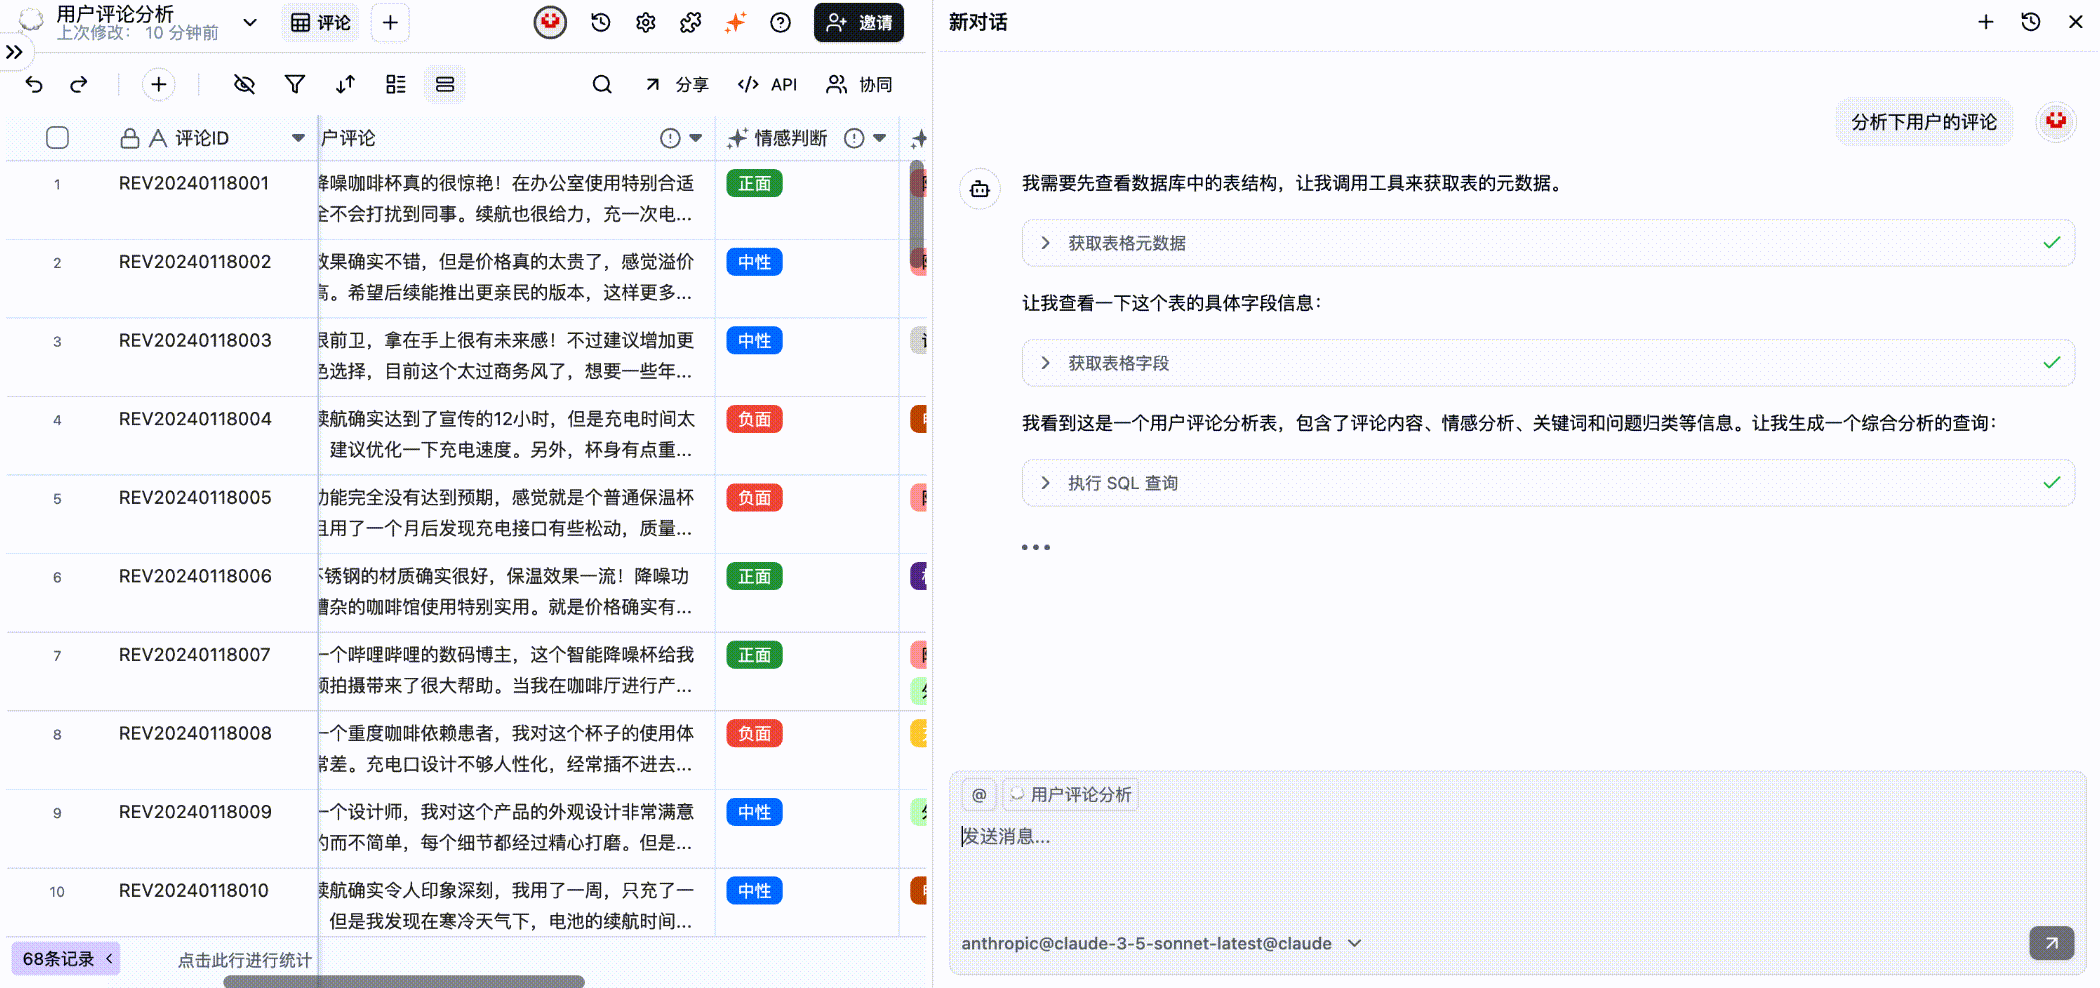 用户评论分析
上次修改： 10 分钟前
评论
邀请
分享
API
协同
评论ID
户评论
情感判断
1
REV20240118001
降噪咖啡杯真的很惊艳！在办公室使用特别合适
全不会打扰到同事。续航也很给力，充一次电...
正面
2
REV20240118002
效果确实不错，但是价格真的太贵了，感觉溢价
高。希望后续能推出更亲民的版本，这样更多...
中性
3
REV20240118003
很前卫，拿在手上很有未来感！不过建议增加更
色选择，目前这个太过商务风了，想要一些年...
中性
4
REV20240118004
续航确实达到了宣传的12小时，但是充电时间太
建议优化一下充电速度。另外，杯身有点重...
负面
5
REV20240118005
功能完全没有达到预期，感觉就是个普通保温杯
且用了一个月后发现充电接口有些松动，质量...
负面
6
REV20240118006
不锈钢的材质确实很好，保温效果一流！降噪功
嘈杂的咖啡馆使用特别实用。就是价格确实有...
正面
7
REV20240118007
一个哔哩哔哩的数码博主，这个智能降噪杯给我
频拍摄带来了很大帮助。当我在咖啡厅进行产...
正面
8
REV20240118008
一个重度咖啡依赖患者，我对这个杯子的使用体
常差。充电口设计不够人性化，经常插不进去...
负面
9
REV20240118009
一个设计师，我对这个产品的外观设计非常满意
约而不简单，每个细节都经过精心打磨。但是...
中性
10
REV20240118010
续航确实令人印象深刻，我用了一周，只充了一
但是我发现在寒冷天气下，电池的续航时间...
中性
68条记录
点击此行进行统计
新对话
分析下用户的评论
我需要先查看数据库中的表结构，让我调用工具来获取表的元数据。
获取表格元数据
让我查看一下这个表的具体字段信息：
获取表格字段
我看到这是一个用户评论分析表，包含了评论内容、情感分析、关键词和问题归类等信息。让我生成一个综合分析的查询：
执行 SQL 查询
@
用户评论分析
发送消息...
anthropic@claude-3-5-sonnet-latest@claude